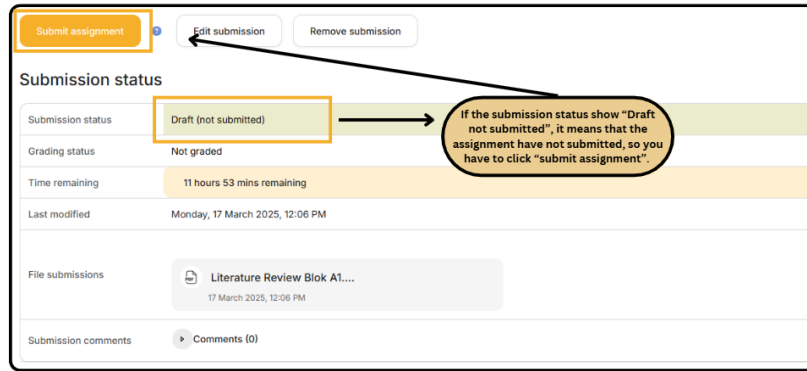 Submit assignment
?
Edit submission
Remove submission
Submission status
Submission status
Draft (not submitted)
If the submission status show “Draft
not submitted”, it means that the
assignment have not submitted, so you
have to click “submit assignment”.
Grading status
Not graded
Time remaining
11 hours 53 mins remaining
Last modified
Monday, 17 March 2025, 12:06 PM
File submissions
PDF
Literature Review Blok A1....
17 March 2025, 12:06 PM
Submission comments
Comments (0)